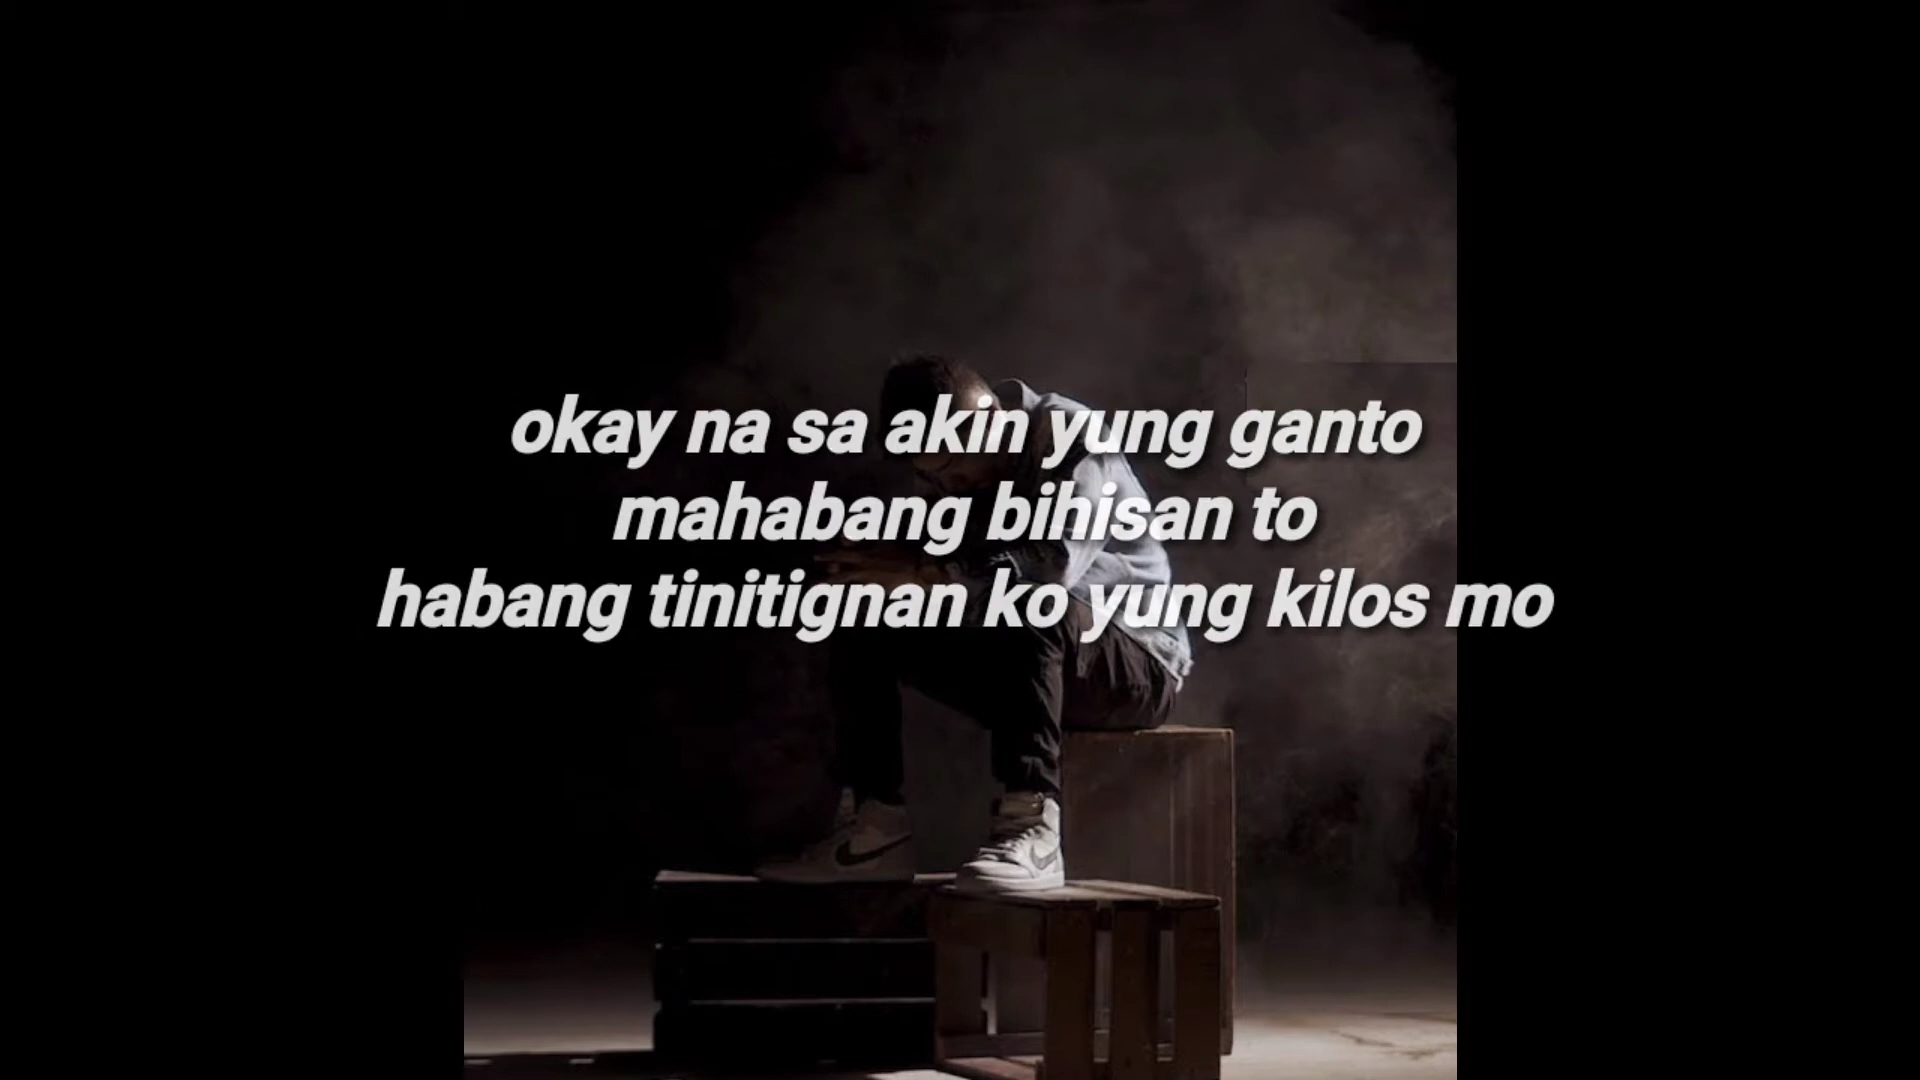 okay na sa akin yung ganto
mahabang bihisan to
habang tinitignan ko yung kilos mo